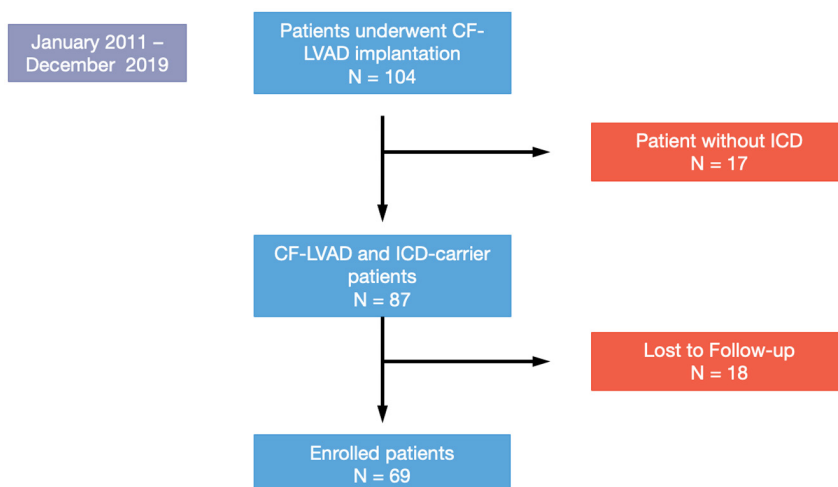 January 2011 –
December 2019
Patients underwent CF-
LVAD implantation
N = 104
Patient without ICD
N = 17
CF-LVAD and ICD-carrier
patients
N = 87
Lost to Follow-up
N = 18
Enrolled patients
N = 69